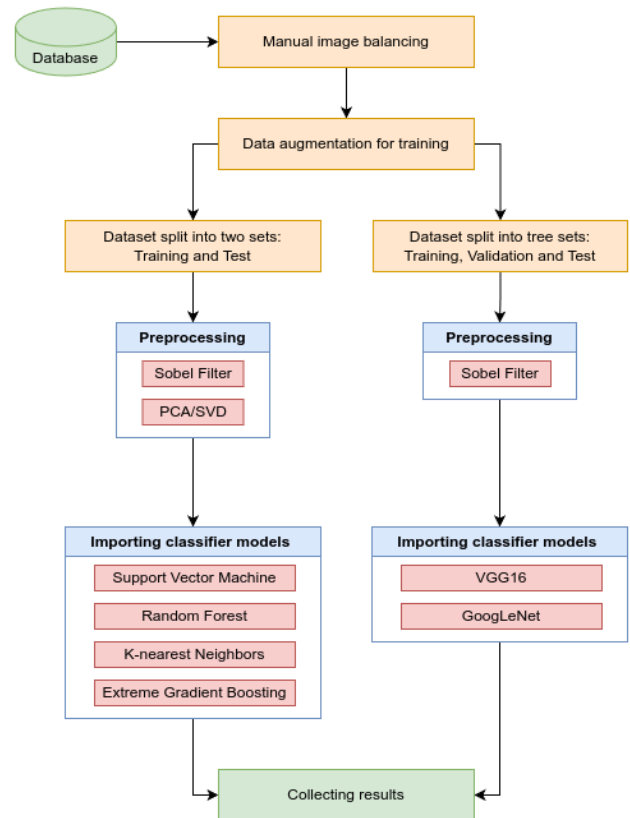 Database
Manual image balancing
Data augmentation for training
Dataset split into two sets:
Training and Test
Dataset split into tree sets:
Training, Validation and Test
Preprocessing
Sobel Filter
PCA/SVD
Preprocessing
Sobel Filter
Importing classifier models
Support Vector Machine
Random Forest
K-nearest Neighbors
Extreme Gradient Boosting
Importing classifier models
VGG16
GoogLeNet
Collecting results